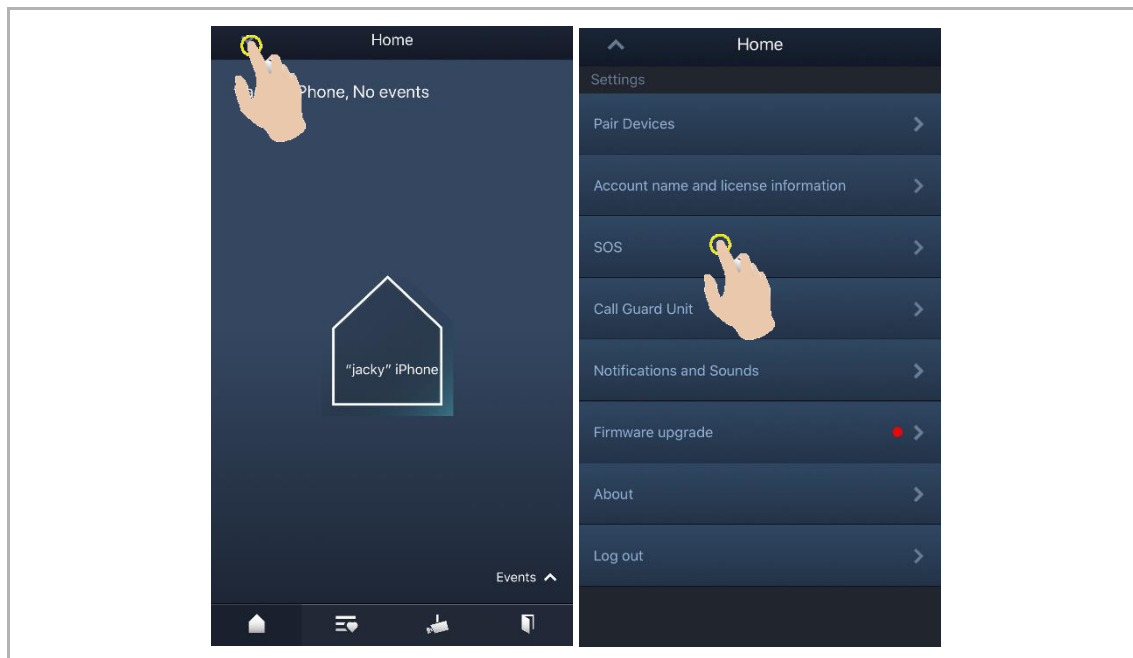 Home
Phone, No events
"jacky" iPhone
Events
Home
Settings
Pair Devices
Account name and license information
SOS
Call Guard Unit
Notifications and Sounds
Firmware upgrade
About
Log out